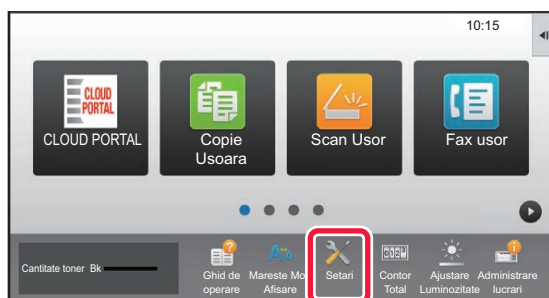 10:15
CLOUD
PORTAL
CLOUD PORTAL
Copie
Usoara
Scan Usor
Fax usor
Cantitate toner Bk
Ghid de
operare
Mareste Mo
Afisare
Setari
Contor
Total
Ajustare
Luminozitate
Administrare
lucrari